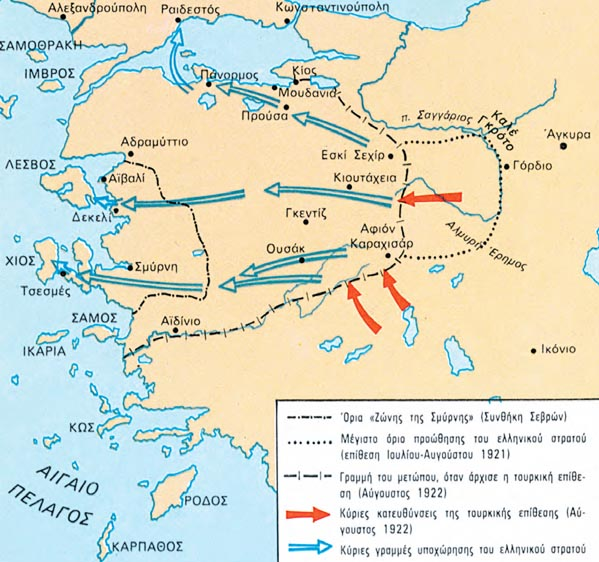 Αλεξανδρούπολη
Ραιδεστός
Κωνσταντινούπολη
ΣΑΜΟΘΡΑΚΗ
ΙΜΒΡΟΣ
Πάνορμος
Κίος
Μουδανιά
Προύσα
π. Σαγγάριος
Καλέ
Γκρότο
Άγκυρα
Αδραμύττιο
Εσκί Σεχίρ
Γόρδιο
ΛΕΣΒΟΣ
Αϊβαλί
Κιουτάχεια
Δεκελί
Γκεντίζ
Αφιόν
Καραχισάρ
Αλμυρή Έρημος
Ουσάκ
ΧΙΟΣ
Σμύρνη
Τσεσμές
ΣΑΜΟΣ
Αϊδίνιο
ΙΚΑΡΙΑ
Ικόνιο
ΚΩΣ
ΑΙΓΑΙΟ
ΠΕΛΑΓΟΣ
ΡΟΔΟΣ
ΚΑΡΠΑΘΟΣ
Όρια «Ζώνης της Σμύρνης» (Συνθήκη Σεβρών)
Μέγιστο όριο προώθησης του ελληνικού στρατού
(επίθεση Ιουλίου-Αυγούστου 1921)
Γραμμή του μετώπου, όταν άρχισε η τουρκική επίθε-
ση (Αύγουστος 1922)
Κύριες κατευθύνσεις της τουρκικής επίθεσης (Αύ-
γουστος 1922)
Κύριες γραμμές υποχώρησης του ελληνικού στρατού